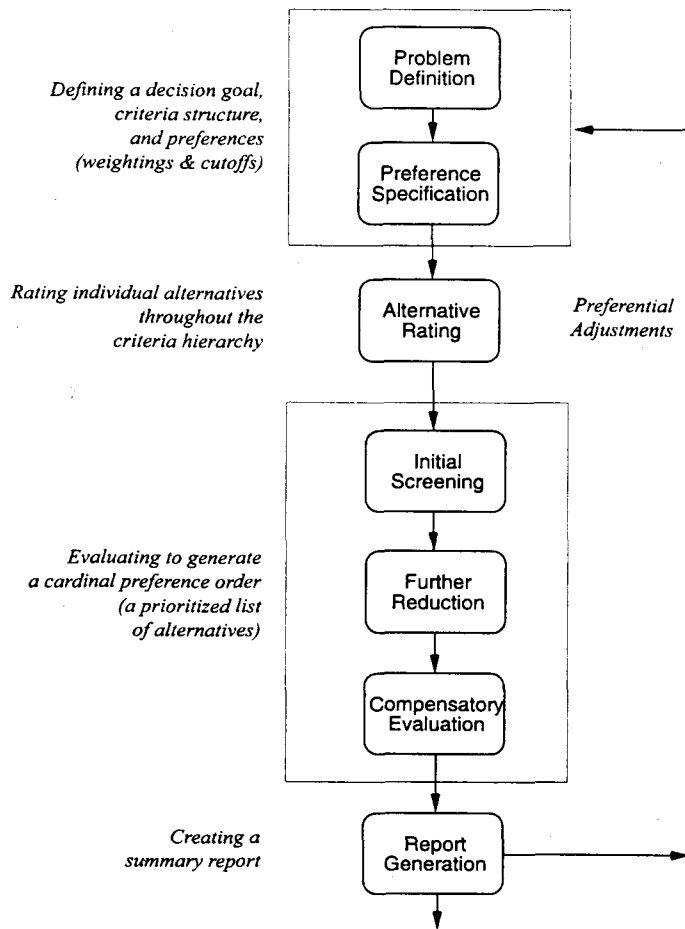 Problem
Definition
Defining a decision goal,
criteria structure,
and preferences
(weightings & cutoffs)
Preference
Specification
Rating individual alternatives
throughout the
criteria hierarchy
Alternative
Rating
Preferential
Adjustments
Initial
Screening
Evaluating to generate
a cardinal preference order
(a prioritized list
of alternatives)
Further
Reduction
Compensatory
Evaluation
Creating a
summary report
Report
Generation